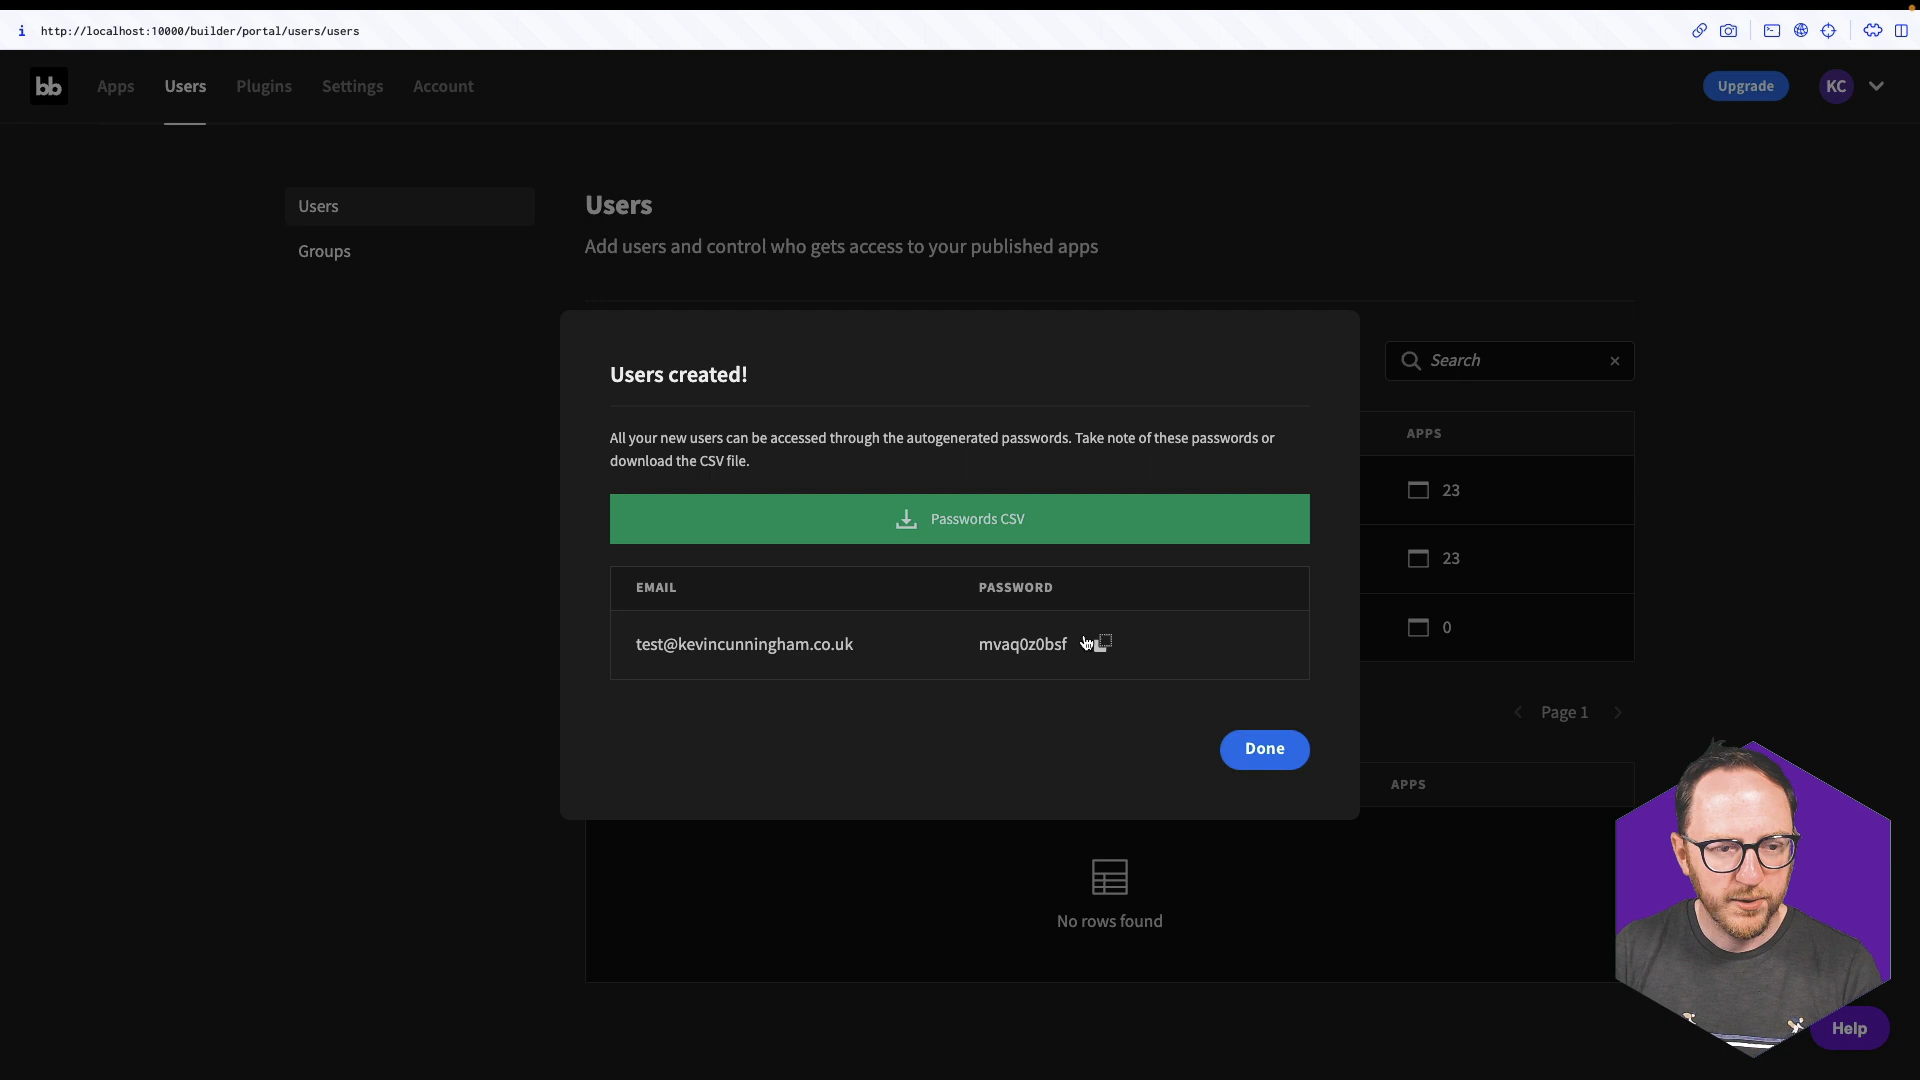 i http://localhost:10000/builder/portal/users/users
bb Apps Users Plugins Settings Account Upgrade KC
Users
Groups
Users
Add users and control who gets access to your published apps
Search
APPS
23
23
0
Page 1
APPS
No rows found
Users created!
All your new users can be accessed through the autogenerated passwords. Take note of these passwords or
download the CSV file.
Passwords CSV
EMAIL PASSWORD
test@kevincunningham.co.uk mvaq0z0bsf
Done
Help